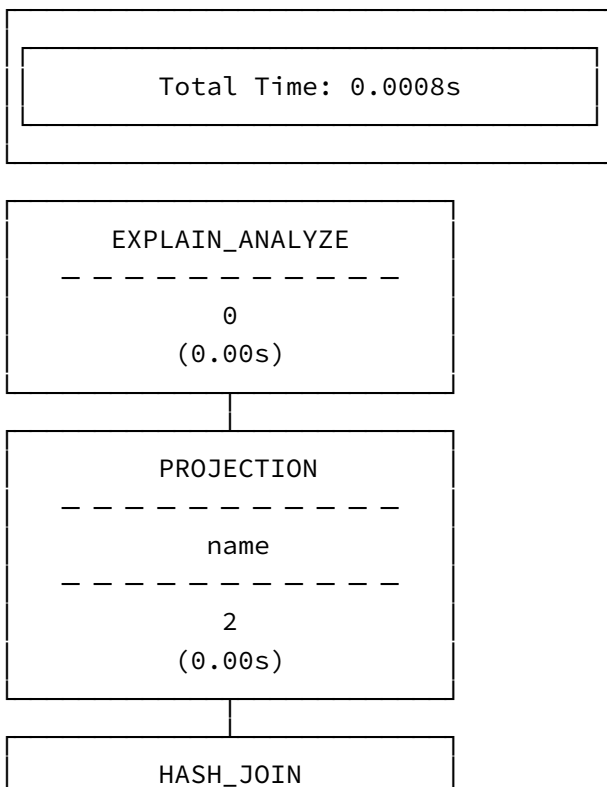 Total Time: 0.0008s
EXPLAIN_ANALYZE
─ ─ ─ ─ ─ ─ ─ ─ ─ ─ ─
0
(0.00s)
PROJECTION
─ ─ ─ ─ ─ ─ ─ ─ ─ ─ ─
name
─ ─ ─ ─ ─ ─ ─ ─ ─ ─ ─
2
(0.00s)
HASH_JOIN